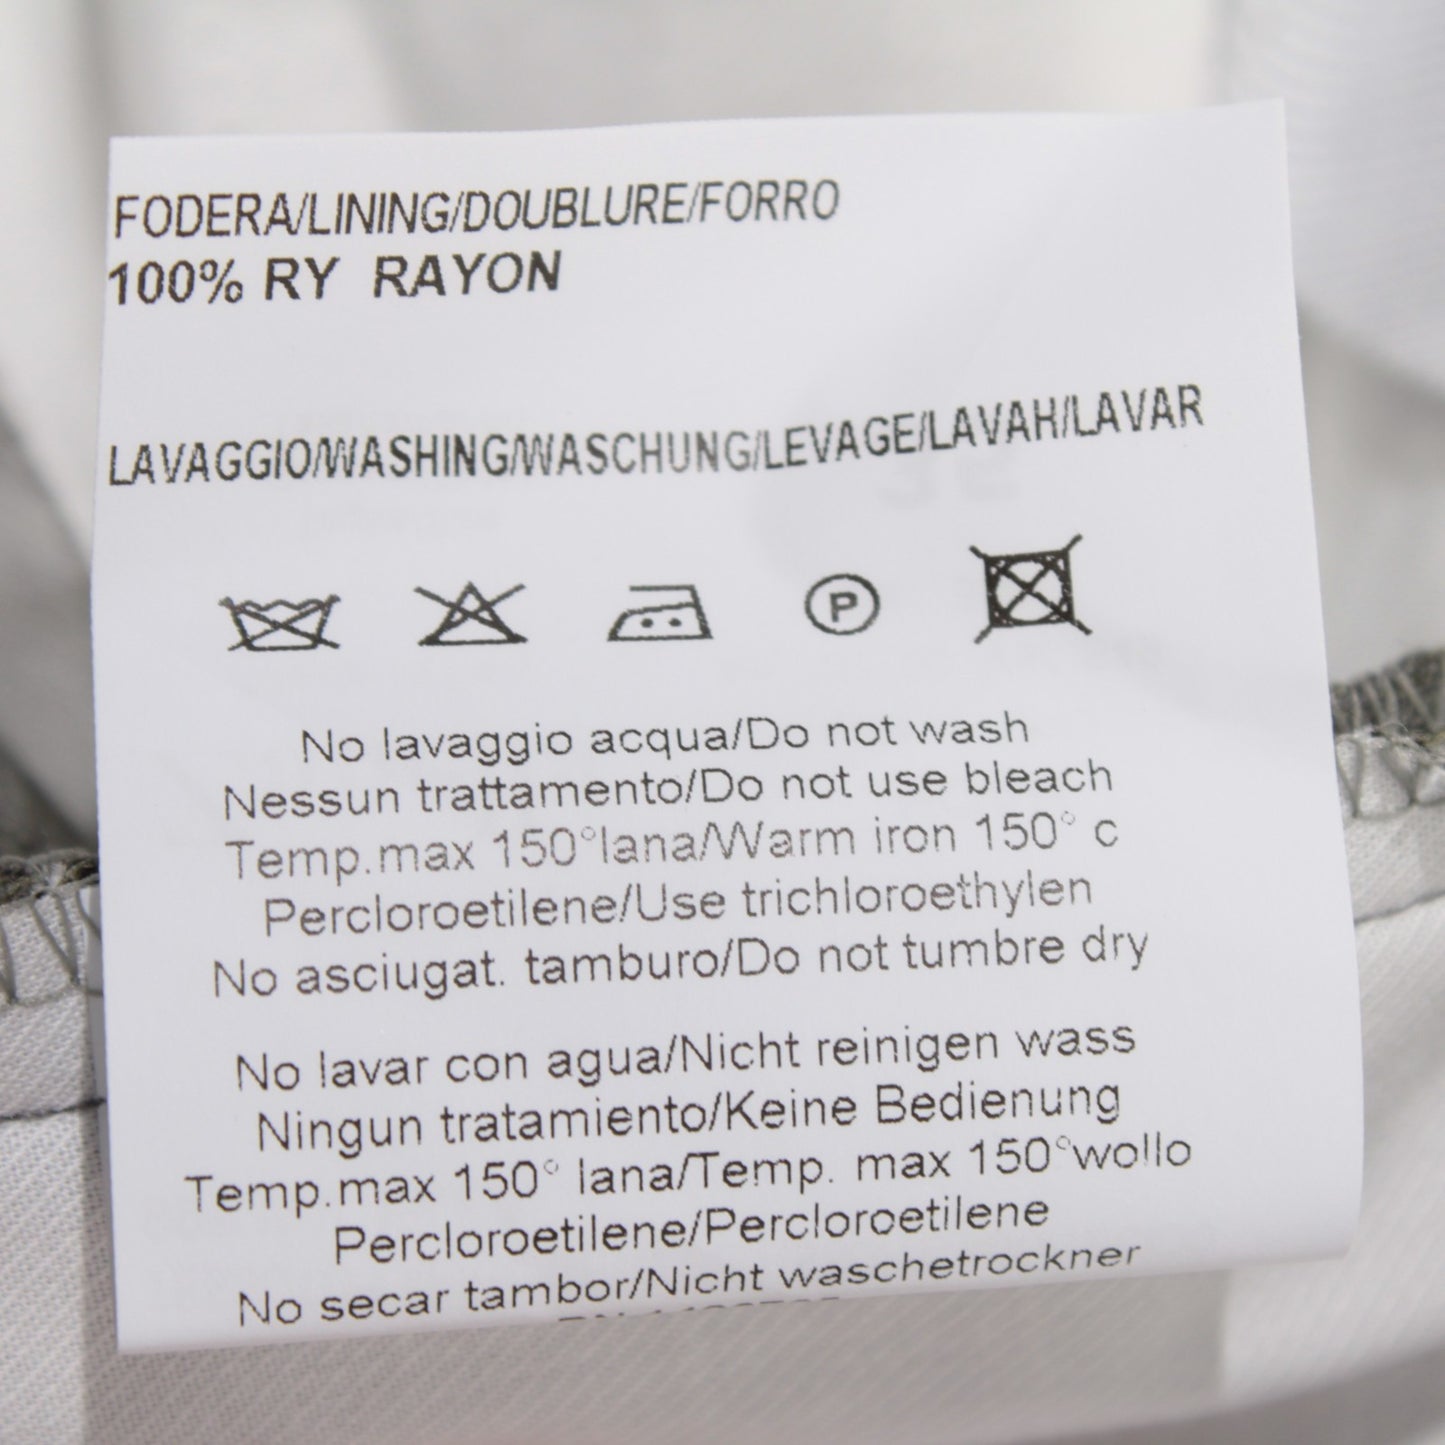 FODERA/LINING/DOUBLURE/FORRO
100% RY RAYON
LAVAGGIO/WASHING/WASCHUNG/LEVAGE/LAVAH/LAVAR
P
No lavaggio acqua/Do not wash
Nessun trattamento/Do not use bleach
Temp.max 150°lana/Warm iron 150° c
Percloroetilene/Use trichloroethylen
No asciugat. tamburo/Do not tumbre dry
No lavar con agua/Nicht reinigen wass
Ningun tratamiento/Keine Bedienung
Temp.max 150° lana/Temp. max 150°wollo
Percloroetilene/Percloroetilene
No secar tambor/Nicht waschetrockner